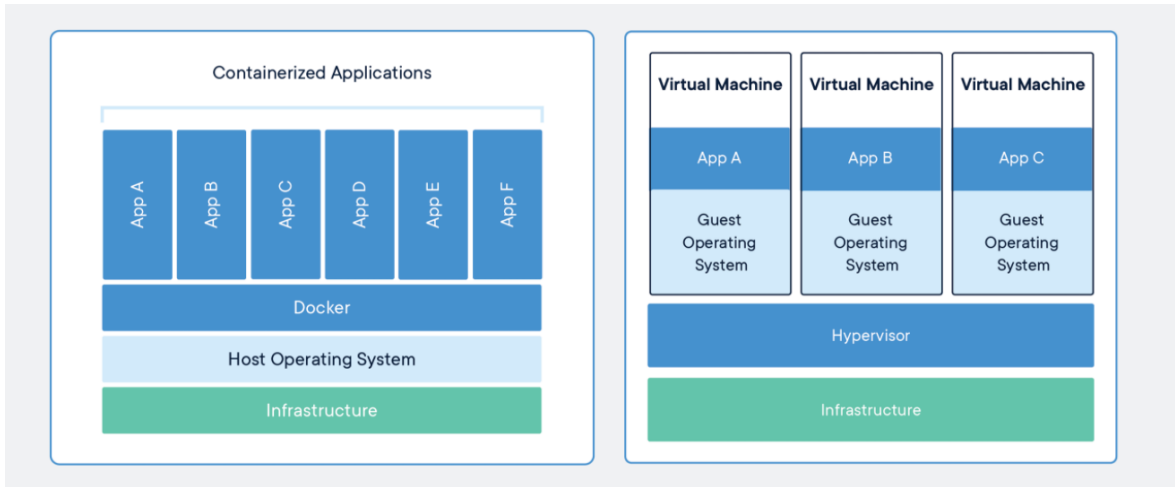 Containerized Applications
App A
App B
App C
App D
App E
App F
Docker
Host Operating System
Infrastructure
Virtual Machine
App A
Guest
Operating
System
Virtual Machine
App B
Guest
Operating
System
Virtual Machine
App C
Guest
Operating
System
Hypervisor
Infrastructure